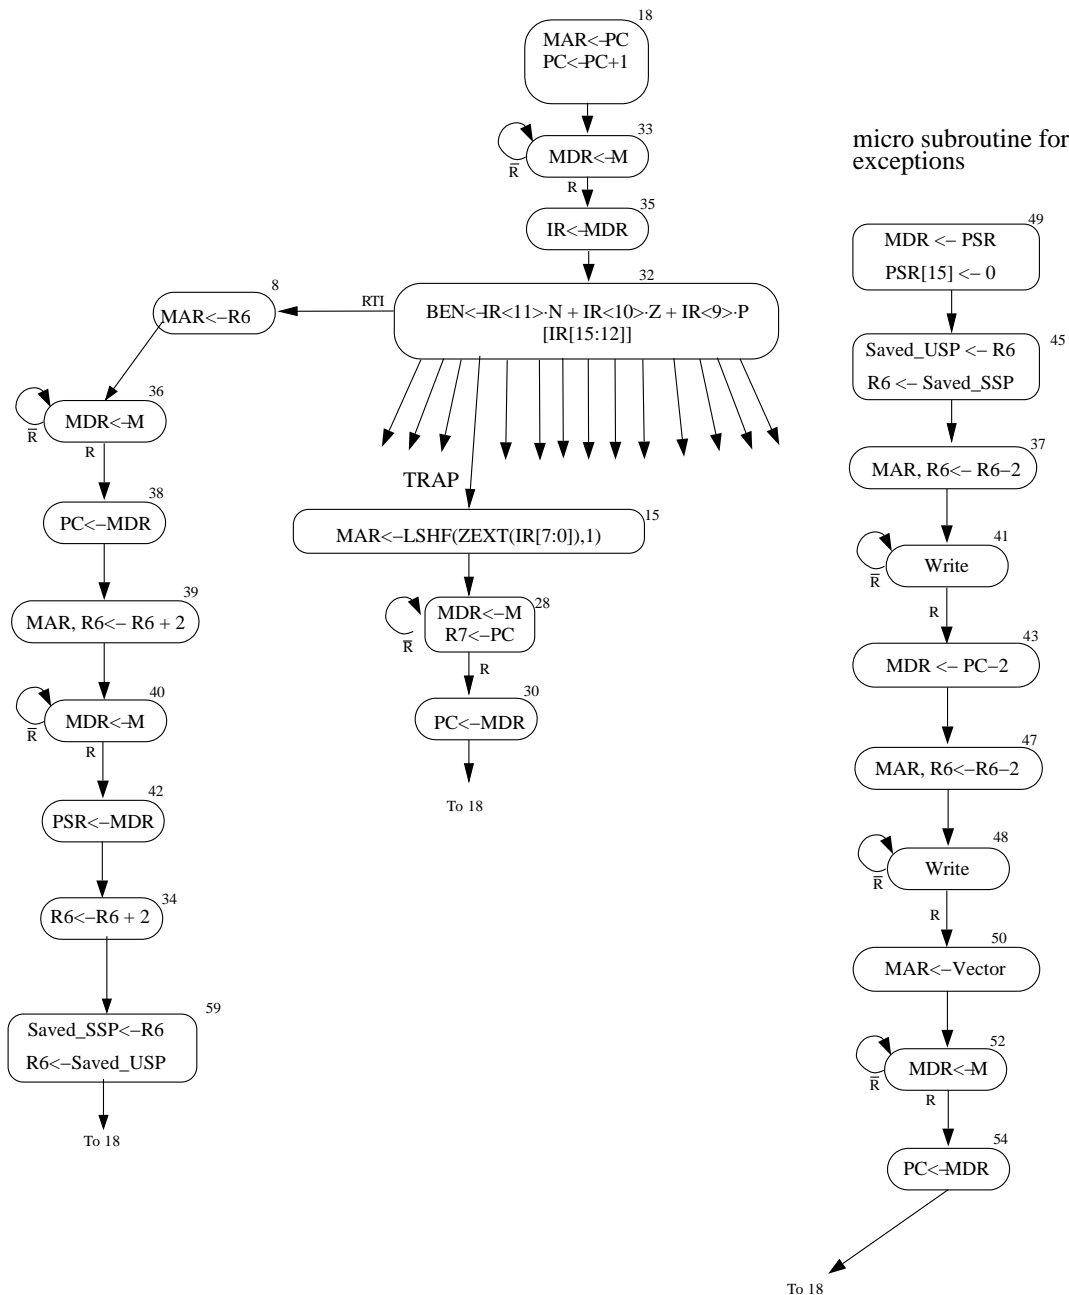 18
MAR<-PC
PC<-PC+1
33
MDR<-M
R̅
R
35
IR<-MDR
32
BEN<-IR<11>·N + IR<10>·Z + IR<9>·P
[IR[15:12]]
RTI
8
MAR<-R6
36
MDR<-M
R̅
R
38
PC<-MDR
39
MAR, R6<- R6 + 2
40
MDR<-M
R̅
R
42
PSR<-MDR
34
R6<-R6 + 2
59
Saved_SSP<-R6
R6<-Saved_USP
To 18
TRAP
15
MAR<-LSHF(ZEXT(IR[7:0]),1)
28
MDR<-M
R7<-PC
R̅
R
30
PC<-MDR
To 18
micro subroutine for
exceptions
49
MDR <- PSR
PSR[15] <- 0
45
Saved_USP <- R6
R6 <- Saved_SSP
37
MAR, R6<- R6-2
41
Write
R̅
R
43
MDR <- PC-2
47
MAR, R6<-R6-2
48
Write
R̅
R
50
MAR<-Vector
52
MDR<-M
R̅
R
54
PC<-MDR
To 18